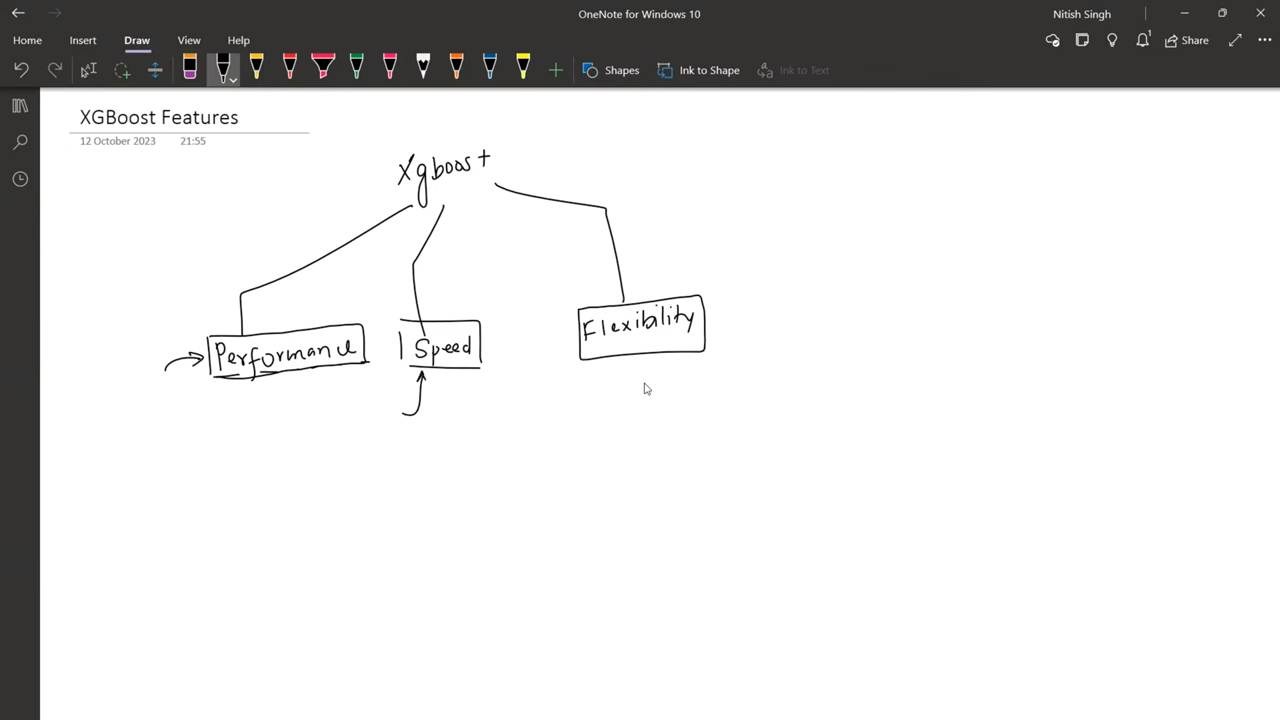 OneNote for Windows 10
Nitish Singh
Home
Insert
Draw
View
Help
1
Share
Shapes
Ink to Shape
Ink to Text
XGBoost Features
12 October 2023
21:55
Xgboost
Performance
Speed
Flexibility